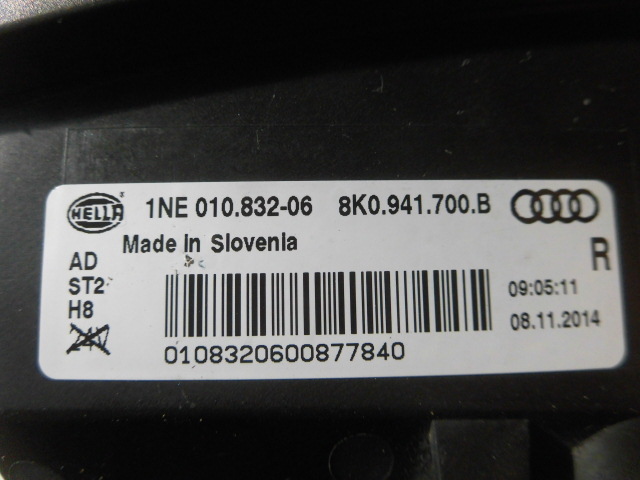 HELLA 1NE 010.832-06 8K0.941.700.B
Made In Slovenia
AD
R
ST2
09:05:11
H8
08.11.2014
24V
0108320600877840